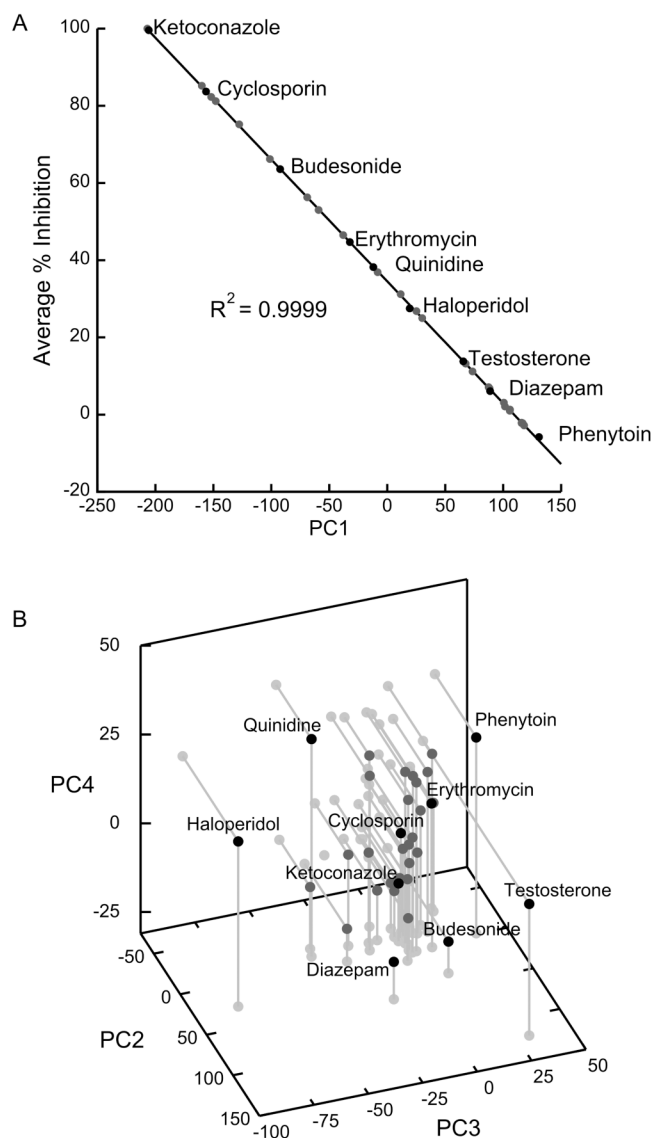 A
100
80
60
40
20
0
-20
Average % Inhibition
Ketoconazole
Cyclosporin
Budesonide
Erythromycin
Quinidine
Haloperidol
Testosterone
Diazepam
Phenytoin
R2 = 0.9999
-250 -200 -150 -100 -50 0 50 100 150
PC1
B
50
25
0
-25
PC4
Quinidine
Phenytoin
Haloperidol
Erythromycin
Cyclosporin
Ketoconazole
Testosterone
Budesonide
Diazepam
-50
0
50
100
150
PC2
-100
-75
-50
-25
0
25
50
PC3